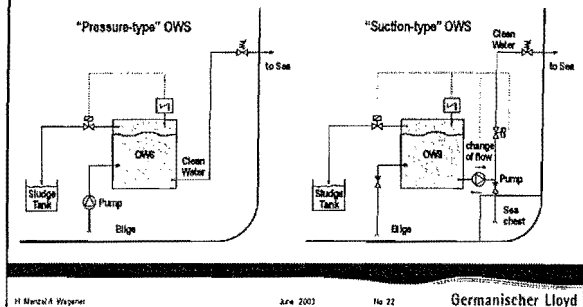 "Pressure-type" OWS
to Sea
OWS
Clean
Water
Sludge
Tank
Pump
Bilge
"Suction-type" OWS
Clean
Water
to Sea
OWS
change
of flow
Pump
Sludge
Tank
Sea
chest
Bilge
June 2003
No 22
Germanischer Lloyd